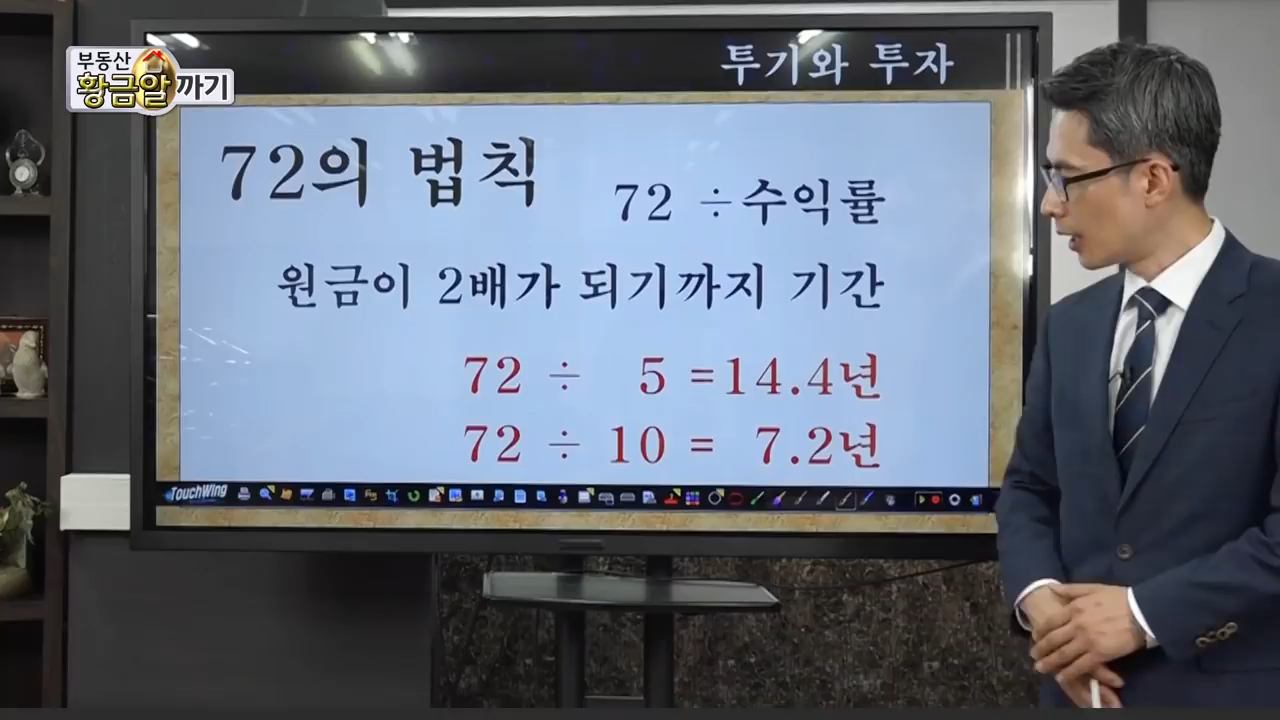 부동산
황금알까기
투기와 투자
72의 법칙
72 ÷수익률
원금이 2배가 되기까지 기간
72 ÷ 5 =14.4년
72 ÷ 10 = 7.2년
TouchWing